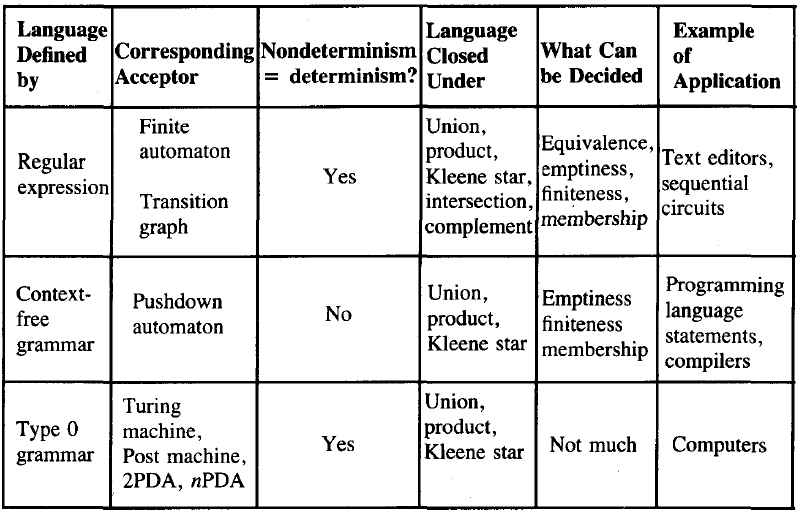 Language
Defined
by
Corresponding
Acceptor
Nondeterminism
= determinism?
Language
Closed
Under
What Can
be Decided
Example
of
Application
Regular
expression
Finite
automaton
Transition
graph
Yes
Union,
product,
Kleene star,
intersection,
complement
Equivalence,
emptiness,
finiteness,
membership
Text editors,
sequential
circuits
Context-
free
grammar
Pushdown
automaton
No
Union,
product,
Kleene star
Emptiness
finiteness
membership
Programming
language
statements,
compilers
Type 0
grammar
Turing
machine,
Post machine,
2PDA, nPDA
Yes
Union,
product,
Kleene star
Not much
Computers